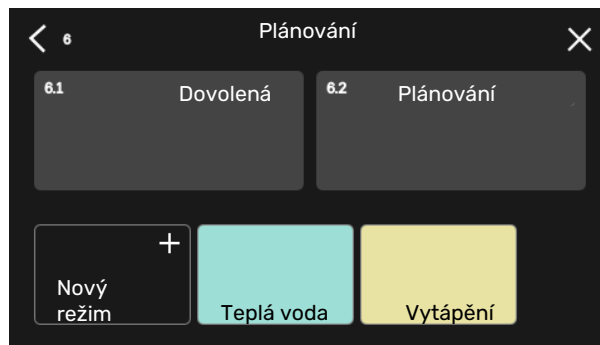 6 Plánování
6.1 Dovolená
6.2 Plánování
Nový
režim
Teplá voda
Vytápění